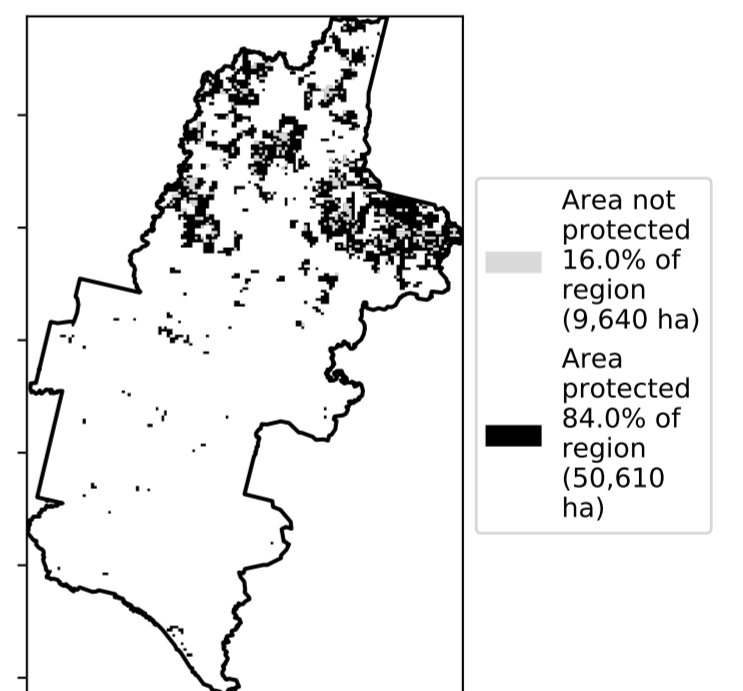 Area not
protected
16.0% of
region
(9,640 ha)
Area
protected
84.0% of
region
(50,610
ha)